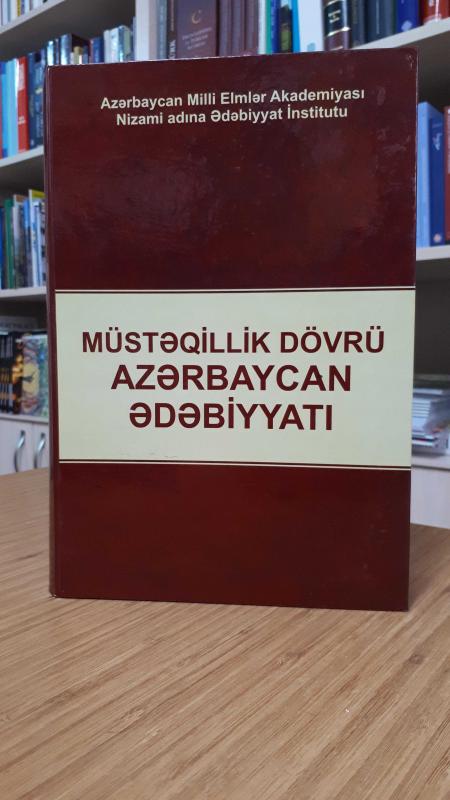 Azərbaycan Milli Elmlər Akademiyası
Nizami adına Ədəbiyyat İnstitutu
MÜSTƏQİLLİK DÖVRÜ
AZƏRBAYCAN
ƏDƏBİYYATI